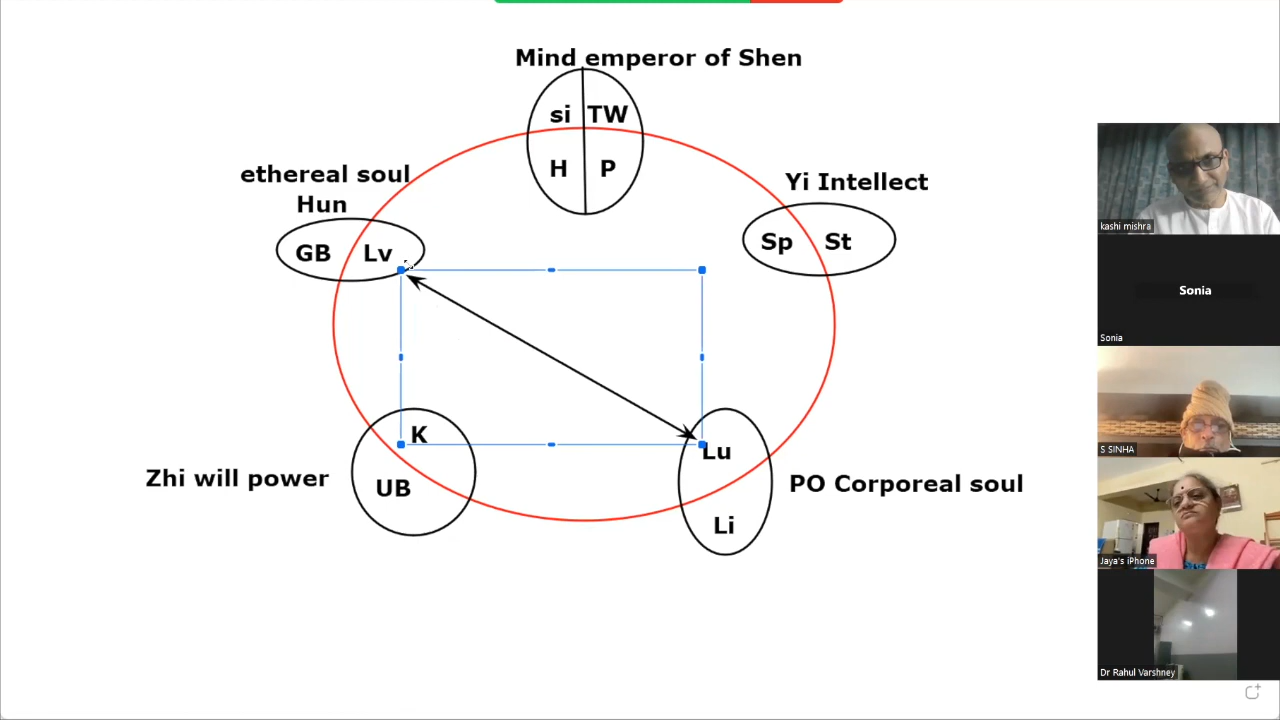 Mind emperor of Shen
si TW
H P
ethereal soul
Hun
GB Lv
Yi Intellect
Sp St
K
UB
Zhi will power
Lu
Li
PO Corporeal soul
kashi mishra
Sonia
Sonia
S SINHA
Jaya's iPhone
Dr Rahul Varshney